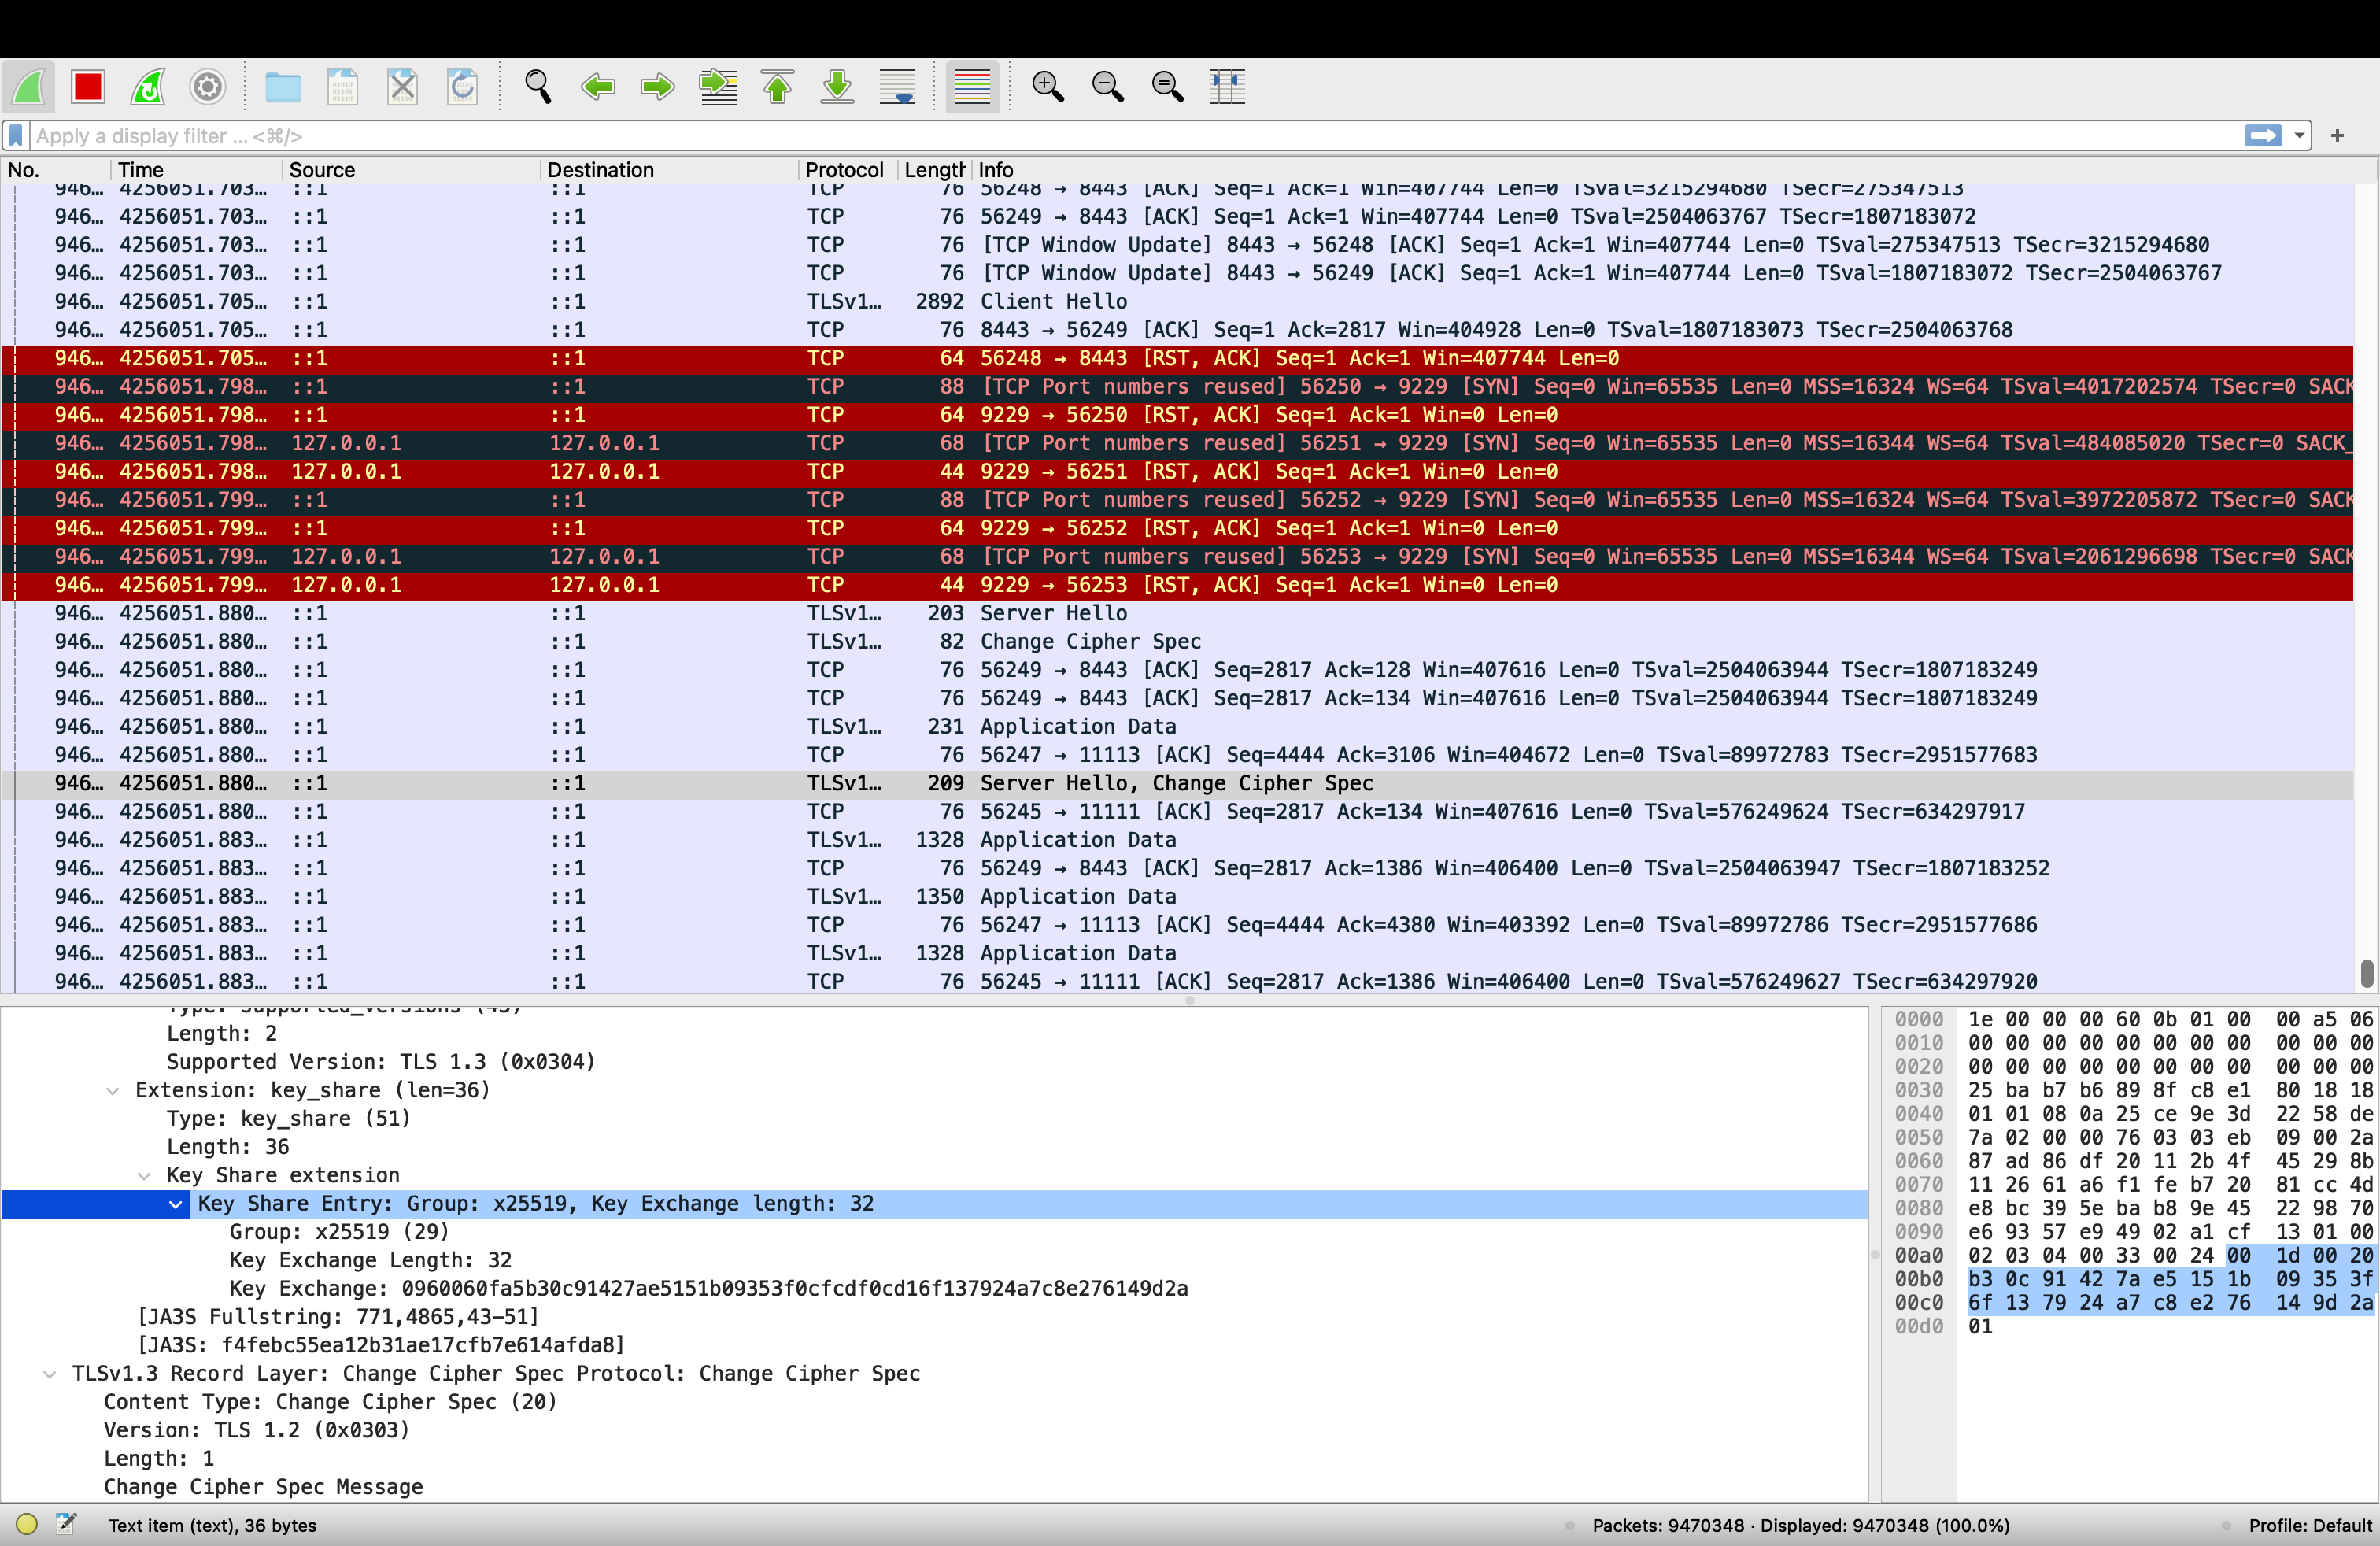 Apply a display filter ... <⌘/>
+
No. Time Source Destination Protocol Length Info
946… 4256051.703… ::1 ::1 TCP 76 56248 → 8443 [ACK] Seq=1 Ack=1 Win=407744 Len=0 TSval=3215294680 TSecr=275347513
946… 4256051.703… ::1 ::1 TCP 76 56249 → 8443 [ACK] Seq=1 Ack=1 Win=407744 Len=0 TSval=2504063767 TSecr=1807183072
946… 4256051.703… ::1 ::1 TCP 76 [TCP Window Update] 8443 → 56248 [ACK] Seq=1 Ack=1 Win=407744 Len=0 TSval=275347513 TSecr=3215294680
946… 4256051.703… ::1 ::1 TCP 76 [TCP Window Update] 8443 → 56249 [ACK] Seq=1 Ack=1 Win=407744 Len=0 TSval=1807183072 TSecr=2504063767
946… 4256051.705… ::1 ::1 TLSv1… 2892 Client Hello
946… 4256051.705… ::1 ::1 TCP 76 8443 → 56249 [ACK] Seq=1 Ack=2817 Win=404928 Len=0 TSval=1807183073 TSecr=2504063768
946… 4256051.705… ::1 ::1 TCP 64 56248 → 8443 [RST, ACK] Seq=1 Ack=1 Win=407744 Len=0
946… 4256051.798… ::1 ::1 TCP 88 [TCP Port numbers reused] 56250 → 9229 [SYN] Seq=0 Win=65535 Len=0 MSS=16324 WS=64 TSval=4017202574 TSecr=0 SACK
946… 4256051.798… ::1 ::1 TCP 64 9229 → 56250 [RST, ACK] Seq=1 Ack=1 Win=0 Len=0
946… 4256051.798… 127.0.0.1 127.0.0.1 TCP 68 [TCP Port numbers reused] 56251 → 9229 [SYN] Seq=0 Win=65535 Len=0 MSS=16344 WS=64 TSval=484085020 TSecr=0 SACK_
946… 4256051.798… 127.0.0.1 127.0.0.1 TCP 44 9229 → 56251 [RST, ACK] Seq=1 Ack=1 Win=0 Len=0
946… 4256051.799… ::1 ::1 TCP 88 [TCP Port numbers reused] 56252 → 9229 [SYN] Seq=0 Win=65535 Len=0 MSS=16324 WS=64 TSval=3972205872 TSecr=0 SACK
946… 4256051.799… ::1 ::1 TCP 64 9229 → 56252 [RST, ACK] Seq=1 Ack=1 Win=0 Len=0
946… 4256051.799… 127.0.0.1 127.0.0.1 TCP 68 [TCP Port numbers reused] 56253 → 9229 [SYN] Seq=0 Win=65535 Len=0 MSS=16344 WS=64 TSval=2061296698 TSecr=0 SACK
946… 4256051.799… 127.0.0.1 127.0.0.1 TCP 44 9229 → 56253 [RST, ACK] Seq=1 Ack=1 Win=0 Len=0
946… 4256051.880… ::1 ::1 TLSv1… 203 Server Hello
946… 4256051.880… ::1 ::1 TLSv1… 82 Change Cipher Spec
946… 4256051.880… ::1 ::1 TCP 76 56249 → 8443 [ACK] Seq=2817 Ack=128 Win=407616 Len=0 TSval=2504063944 TSecr=1807183249
946… 4256051.880… ::1 ::1 TCP 76 56249 → 8443 [ACK] Seq=2817 Ack=134 Win=407616 Len=0 TSval=2504063944 TSecr=1807183249
946… 4256051.880… ::1 ::1 TLSv1… 231 Application Data
946… 4256051.880… ::1 ::1 TCP 76 56247 → 11113 [ACK] Seq=4444 Ack=3106 Win=404672 Len=0 TSval=89972783 TSecr=2951577683
946… 4256051.880… ::1 ::1 TLSv1… 209 Server Hello, Change Cipher Spec
946… 4256051.880… ::1 ::1 TCP 76 56245 → 11111 [ACK] Seq=2817 Ack=134 Win=407616 Len=0 TSval=576249624 TSecr=634297917
946… 4256051.883… ::1 ::1 TLSv1… 1328 Application Data
946… 4256051.883… ::1 ::1 TCP 76 56249 → 8443 [ACK] Seq=2817 Ack=1386 Win=406400 Len=0 TSval=2504063947 TSecr=1807183252
946… 4256051.883… ::1 ::1 TLSv1… 1350 Application Data
946… 4256051.883… ::1 ::1 TCP 76 56247 → 11113 [ACK] Seq=4444 Ack=4380 Win=403392 Len=0 TSval=89972786 TSecr=2951577686
946… 4256051.883… ::1 ::1 TLSv1… 1328 Application Data
946… 4256051.883… ::1 ::1 TCP 76 56245 → 11111 [ACK] Seq=2817 Ack=1386 Win=406400 Len=0 TSval=576249627 TSecr=634297920
Type: supported_versions (43)
Length: 2
Supported Version: TLS 1.3 (0x0304)
Extension: key_share (len=36)
Type: key_share (51)
Length: 36
Key Share extension
Key Share Entry: Group: x25519, Key Exchange length: 32
Group: x25519 (29)
Key Exchange Length: 32
Key Exchange: 0960060fa5b30c91427ae5151b09353f0cfcdf0cd16f137924a7c8e276149d2a
[JA3S Fullstring: 771,4865,43-51]
[JA3S: f4febc55ea12b31ae17cfb7e614afda8]
TLSv1.3 Record Layer: Change Cipher Spec Protocol: Change Cipher Spec
Content Type: Change Cipher Spec (20)
Version: TLS 1.2 (0x0303)
Length: 1
Change Cipher Spec Message
0000 1e 00 00 00 60 0b 01 00 00 a5 06
0010 00 00 00 00 00 00 00 00 00 00 00
0020 00 00 00 00 00 00 00 00 00 00 00
0030 25 ba b7 b6 89 8f c8 e1 80 18 18
0040 01 01 08 0a 25 ce 9e 3d 22 58 de
0050 7a 02 00 00 76 03 03 eb 09 00 2a
0060 87 ad 86 df 20 11 2b 4f 45 29 8b
0070 11 26 61 a6 f1 fe b7 20 81 cc 4d
0080 e8 bc 39 5e ba b8 9e 45 22 98 70
0090 e6 93 57 e9 49 02 a1 cf 13 01 00
00a0 02 03 04 00 33 00 24 00 1d 00 20
00b0 b3 0c 91 42 7a e5 15 1b 09 35 3f
00c0 6f 13 79 24 a7 c8 e2 76 14 9d 2a
00d0 01
Text item (text), 36 bytes
Packets: 9470348 · Displayed: 9470348 (100.0%)
Profile: Default